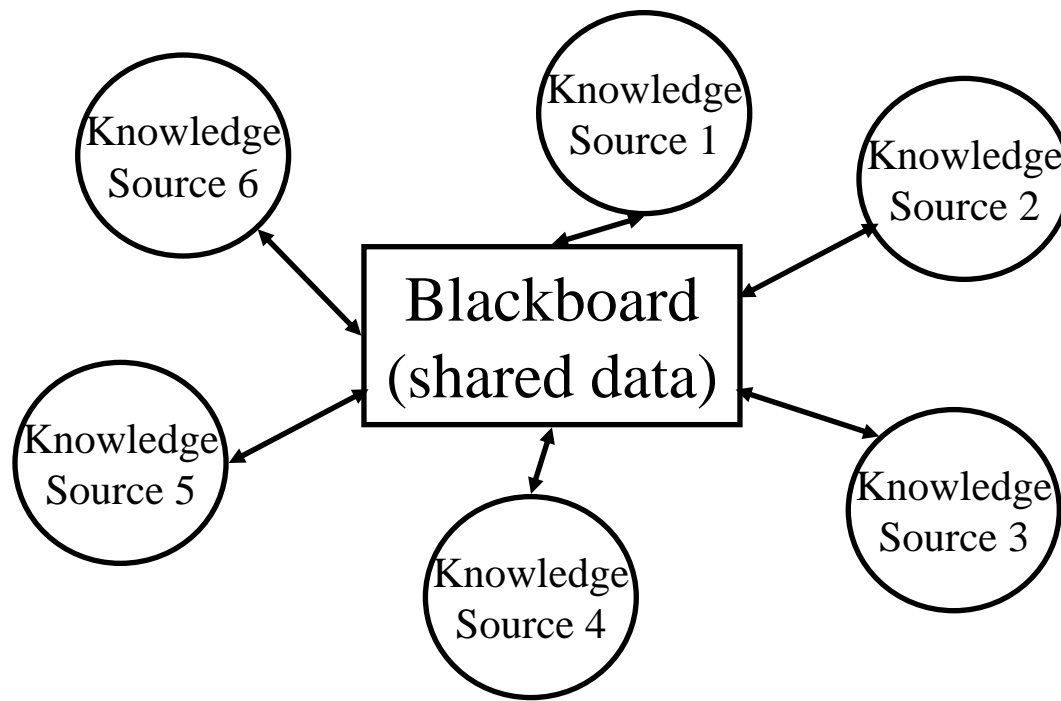 Knowledge
Source 1
Knowledge
Source 6
Knowledge
Source 2
Blackboard
(shared data)
Knowledge
Source 5
Knowledge
Source 3
Knowledge
Source 4